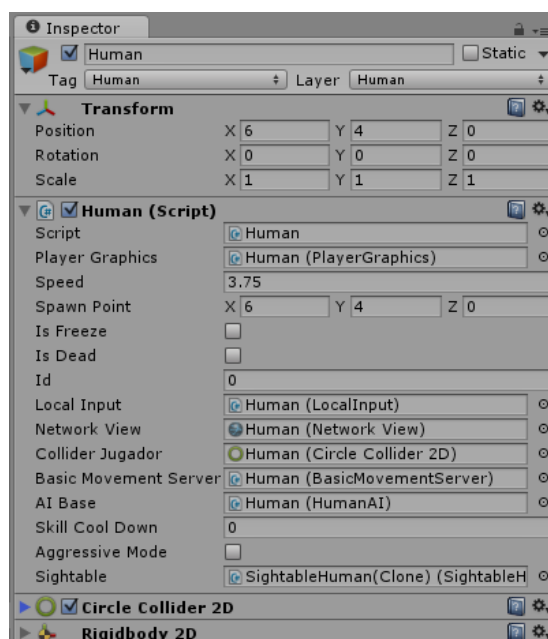 Inspector
Human Static
Tag Human Layer Human
Transform
Position X 6 Y 4 Z 0
Rotation X 0 Y 0 Z 0
Scale X 1 Y 1 Z 1
Human (Script)
Script Human
Player Graphics Human (PlayerGraphics)
Speed 3.75
Spawn Point X 6 Y 4 Z 0
Is Freeze
Is Dead
Id 0
Local Input Human (LocalInput)
Network View Human (Network View)
Collider Jugador Human (Circle Collider 2D)
Basic Movement Server Human (BasicMovementServer)
AI Base Human (HumanAI)
Skill Cool Down 0
Aggressive Mode
Sightable SightableHuman(Clone) (SightableH
Circle Collider 2D
Rigidbody 2D